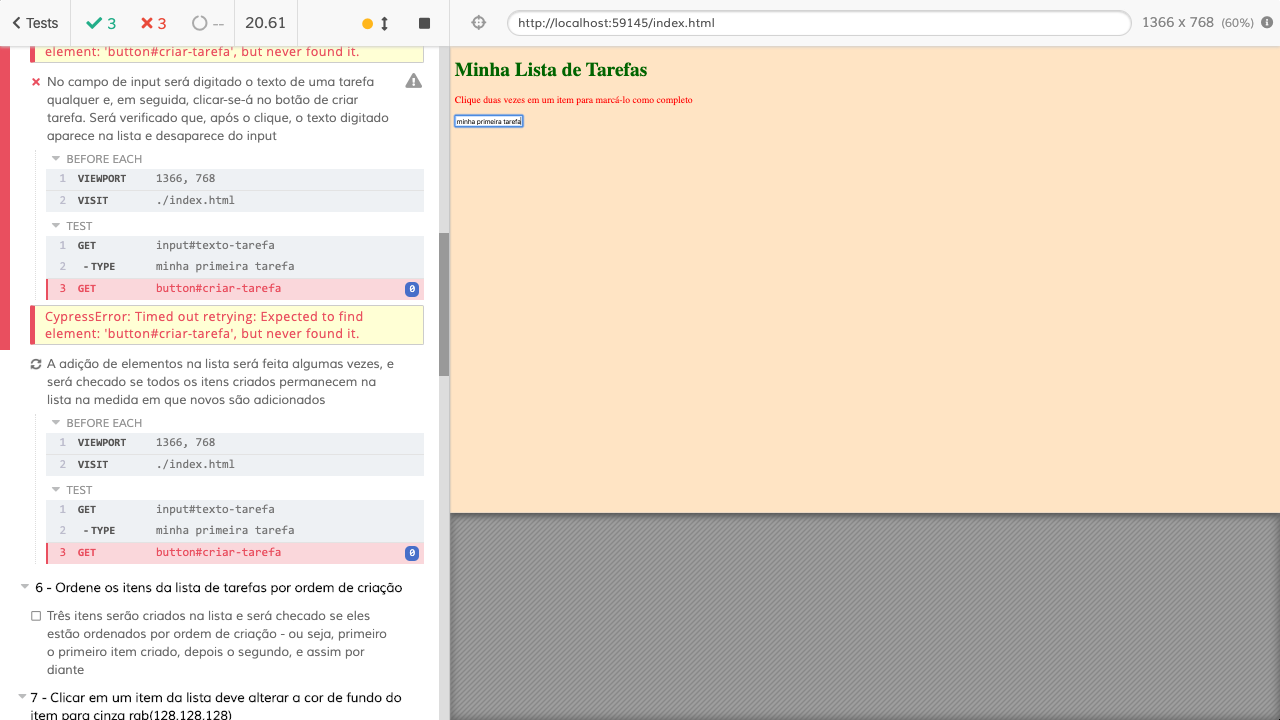 Tests 3 3 -- 20.61 http://localhost:59145/index.html 1366 x 768 (60%)
element: 'button#criar-tarefa', but never found it.
No campo de input será digitado o texto de uma tarefa
qualquer e, em seguida, clicar-se-á no botão de criar
tarefa. Será verificado que, após o clique, o texto digitado
aparece na lista e desaparece do input
BEFORE EACH
1 VIEWPORT 1366, 768
2 VISIT ./index.html
TEST
1 GET input#texto-tarefa
2 - TYPE minha primeira tarefa
3 GET button#criar-tarefa 0
CypressError: Timed out retrying: Expected to find
element: 'button#criar-tarefa', but never found it.
A adição de elementos na lista será feita algumas vezes, e
será checado se todos os itens criados permanecem na
lista na medida em que novos são adicionados
BEFORE EACH
1 VIEWPORT 1366, 768
2 VISIT ./index.html
TEST
1 GET input#texto-tarefa
2 - TYPE minha primeira tarefa
3 GET button#criar-tarefa 0
6 - Ordene os itens da lista de tarefas por ordem de criação
Três itens serão criados na lista e será checado se eles
estão ordenados por ordem de criação - ou seja, primeiro
o primeiro item criado, depois o segundo, e assim por
diante
7 - Clicar em um item da lista deve alterar a cor de fundo do
item para cinza rgb(128,128,128)
Minha Lista de Tarefas
Clique duas vezes em um item para marcá-lo como completo
minha primeira tarefa